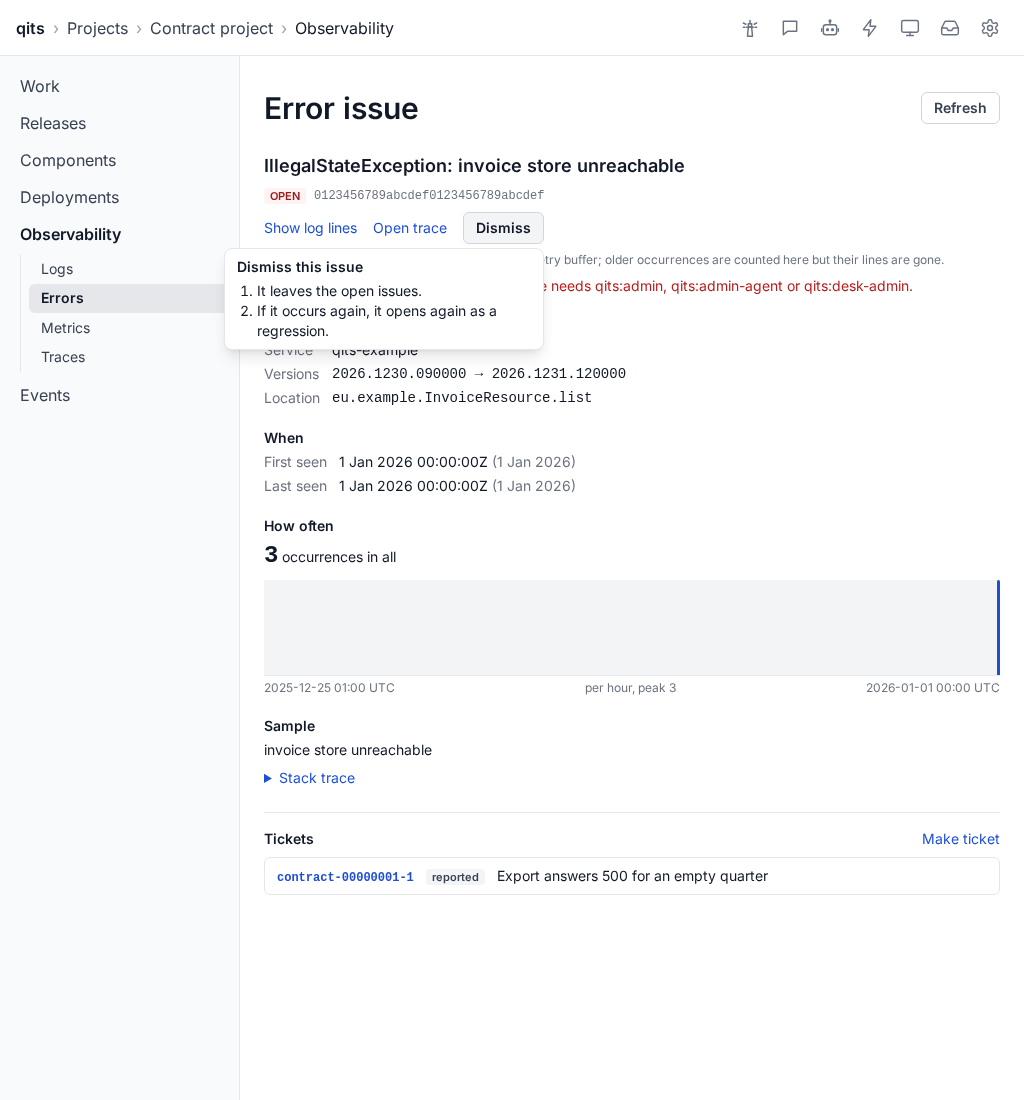 qits › Projects › Contract project › Observability
Work
Releases
Components
Deployments
Observability
Logs
Errors
Metrics
Traces
Events
Error issue
Refresh
IllegalStateException: invoice store unreachable
OPEN 0123456789abcdef0123456789abcdef
Show log lines Open trace Dismiss
buffer; older occurrences are counted here but their lines are gone.
needs qits:admin, qits:admin-agent or qits:desk-admin.
Dismiss this issue
1. It leaves the open issues.
2. If it occurs again, it opens again as a
regression.
Service qits-example
Versions 2026.1230.090000 → 2026.1231.120000
Location eu.example.InvoiceResource.list
When
First seen 1 Jan 2026 00:00:00Z (1 Jan 2026)
Last seen 1 Jan 2026 00:00:00Z (1 Jan 2026)
How often
3 occurrences in all
2025-12-25 01:00 UTC per hour, peak 3 2026-01-01 00:00 UTC
Sample
invoice store unreachable
Stack trace
Tickets Make ticket
contract-00000001-1 reported Export answers 500 for an empty quarter